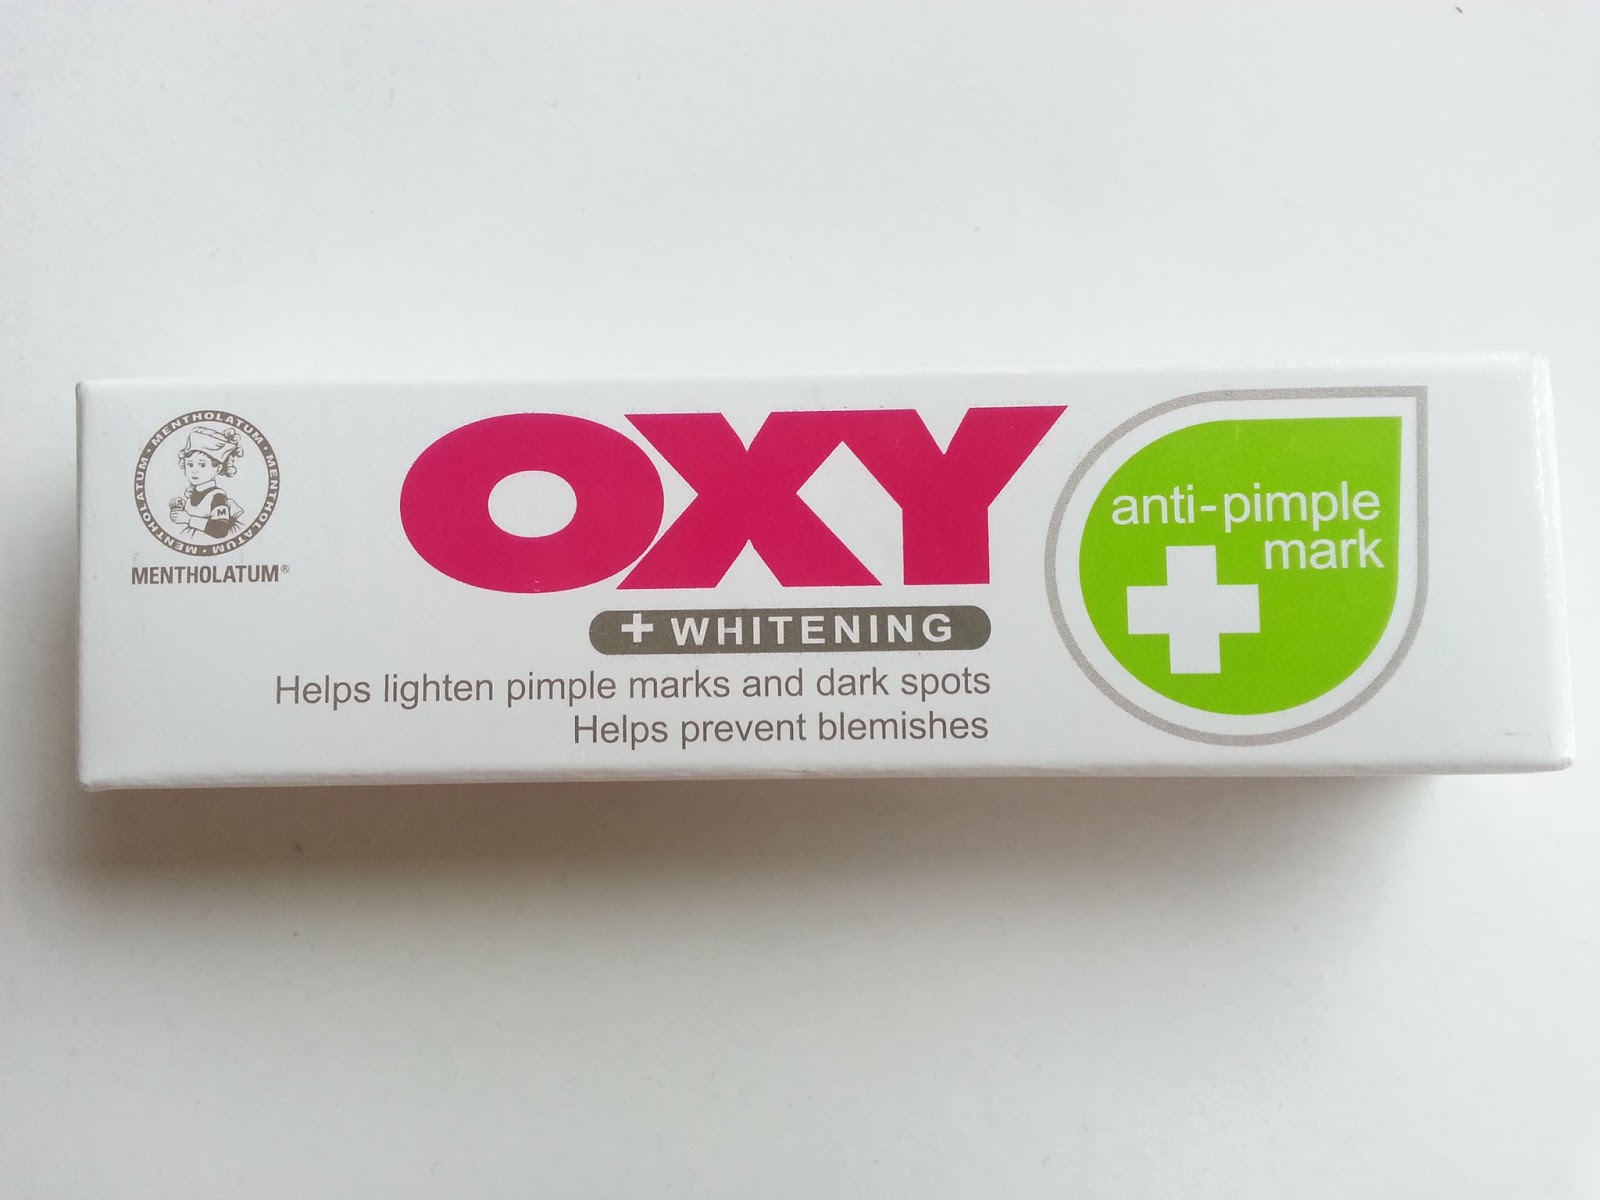 MENTHOLATUM · MENTHOLATUM · MENTHOLATUM · MENTHOLATUM ·
M
MENTHOLATUM®
OXY
+ WHITENING
Helps lighten pimple marks and dark spots
Helps prevent blemishes
anti-pimple
mark